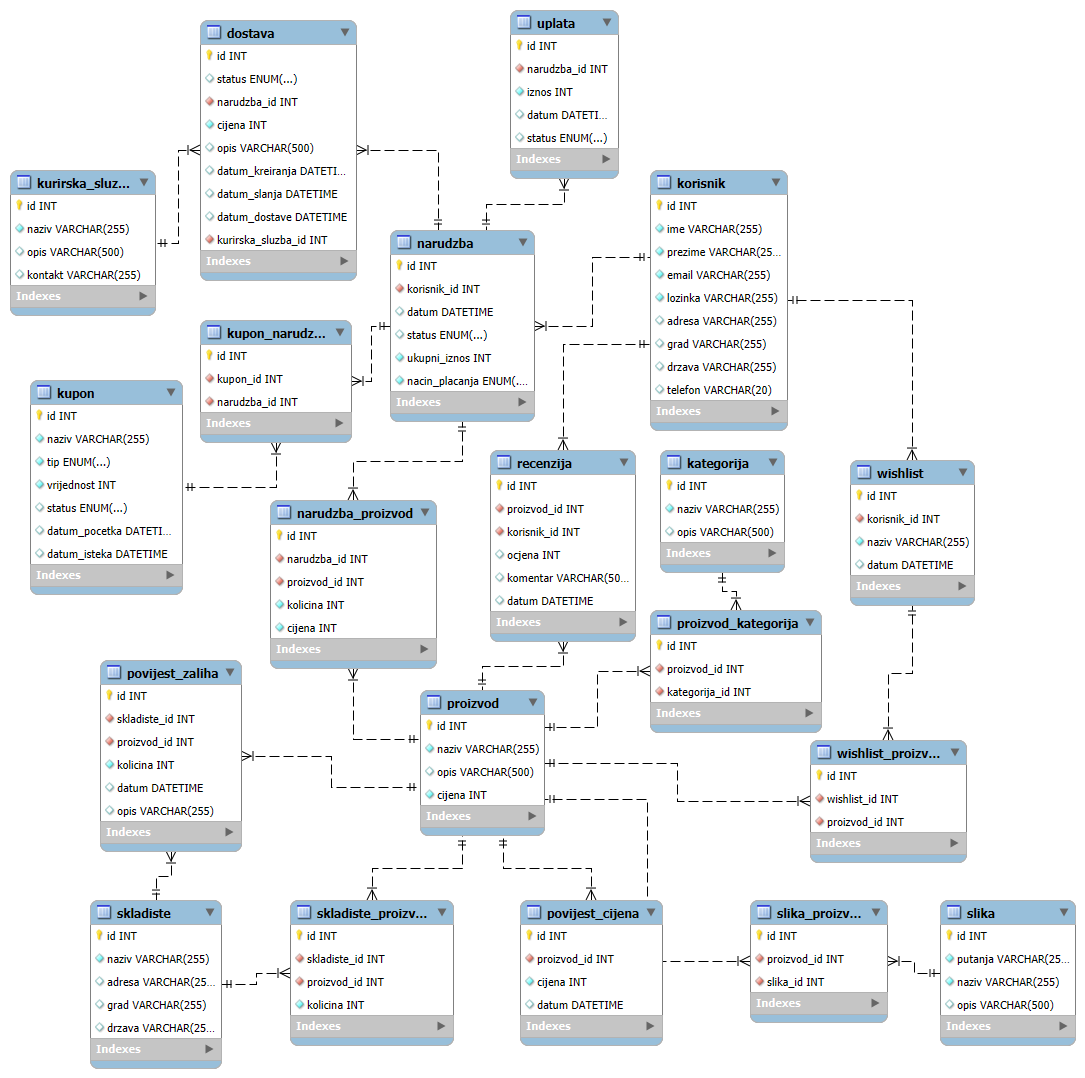 dostava
id INT
status ENUM(...)
narudzba_id INT
cijena INT
opis VARCHAR(500)
datum_kreiranja DATETI...
datum_slanja DATETIME
datum_dostave DATETIME
kurirska_sluzba_id INT
Indexes
uplata
id INT
narudzba_id INT
iznos INT
datum DATETI...
status ENUM(...)
Indexes
kurirska_sluz...
id INT
naziv VARCHAR(255)
opis VARCHAR(500)
kontakt VARCHAR(255)
Indexes
korisnik
id INT
ime VARCHAR(255)
prezime VARCHAR(25...
email VARCHAR(255)
lozinka VARCHAR(255)
adresa VARCHAR(255)
grad VARCHAR(255)
drzava VARCHAR(255)
telefon VARCHAR(20)
Indexes
narudzba
id INT
korisnik_id INT
datum DATETIME
status ENUM(...)
ukupni_iznos INT
nacin_placanja ENUM(....
Indexes
kupon_narudz...
id INT
kupon_id INT
narudzba_id INT
Indexes
kupon
id INT
naziv VARCHAR(255)
tip ENUM(...)
vrijednost INT
status ENUM(...)
datum_pocetka DATETI...
datum_isteka DATETIME
Indexes
recenzija
id INT
proizvod_id INT
korisnik_id INT
ocjena INT
komentar VARCHAR(50...
datum DATETIME
Indexes
kategorija
id INT
naziv VARCHAR(255)
opis VARCHAR(500)
Indexes
wishlist
id INT
korisnik_id INT
naziv VARCHAR(255)
datum DATETIME
Indexes
narudzba_proizvod
id INT
narudzba_id INT
proizvod_id INT
kolicina INT
cijena INT
Indexes
proizvod_kategorija
id INT
proizvod_id INT
kategorija_id INT
Indexes
povijest_zaliha
id INT
skladiste_id INT
proizvod_id INT
kolicina INT
datum DATETIME
opis VARCHAR(255)
Indexes
proizvod
id INT
naziv VARCHAR(255)
opis VARCHAR(500)
cijena INT
Indexes
wishlist_proizv...
id INT
wishlist_id INT
proizvod_id INT
Indexes
skladiste
id INT
naziv VARCHAR(255)
adresa VARCHAR(25...
grad VARCHAR(255)
drzava VARCHAR(25...
Indexes
skladiste_proizv...
id INT
skladiste_id INT
proizvod_id INT
kolicina INT
Indexes
povijest_cijena
id INT
proizvod_id INT
cijena INT
datum DATETIME
Indexes
slika_proizv...
id INT
proizvod_id INT
slika_id INT
Indexes
slika
id INT
putanja VARCHAR(25...
naziv VARCHAR(255)
opis VARCHAR(500)
Indexes